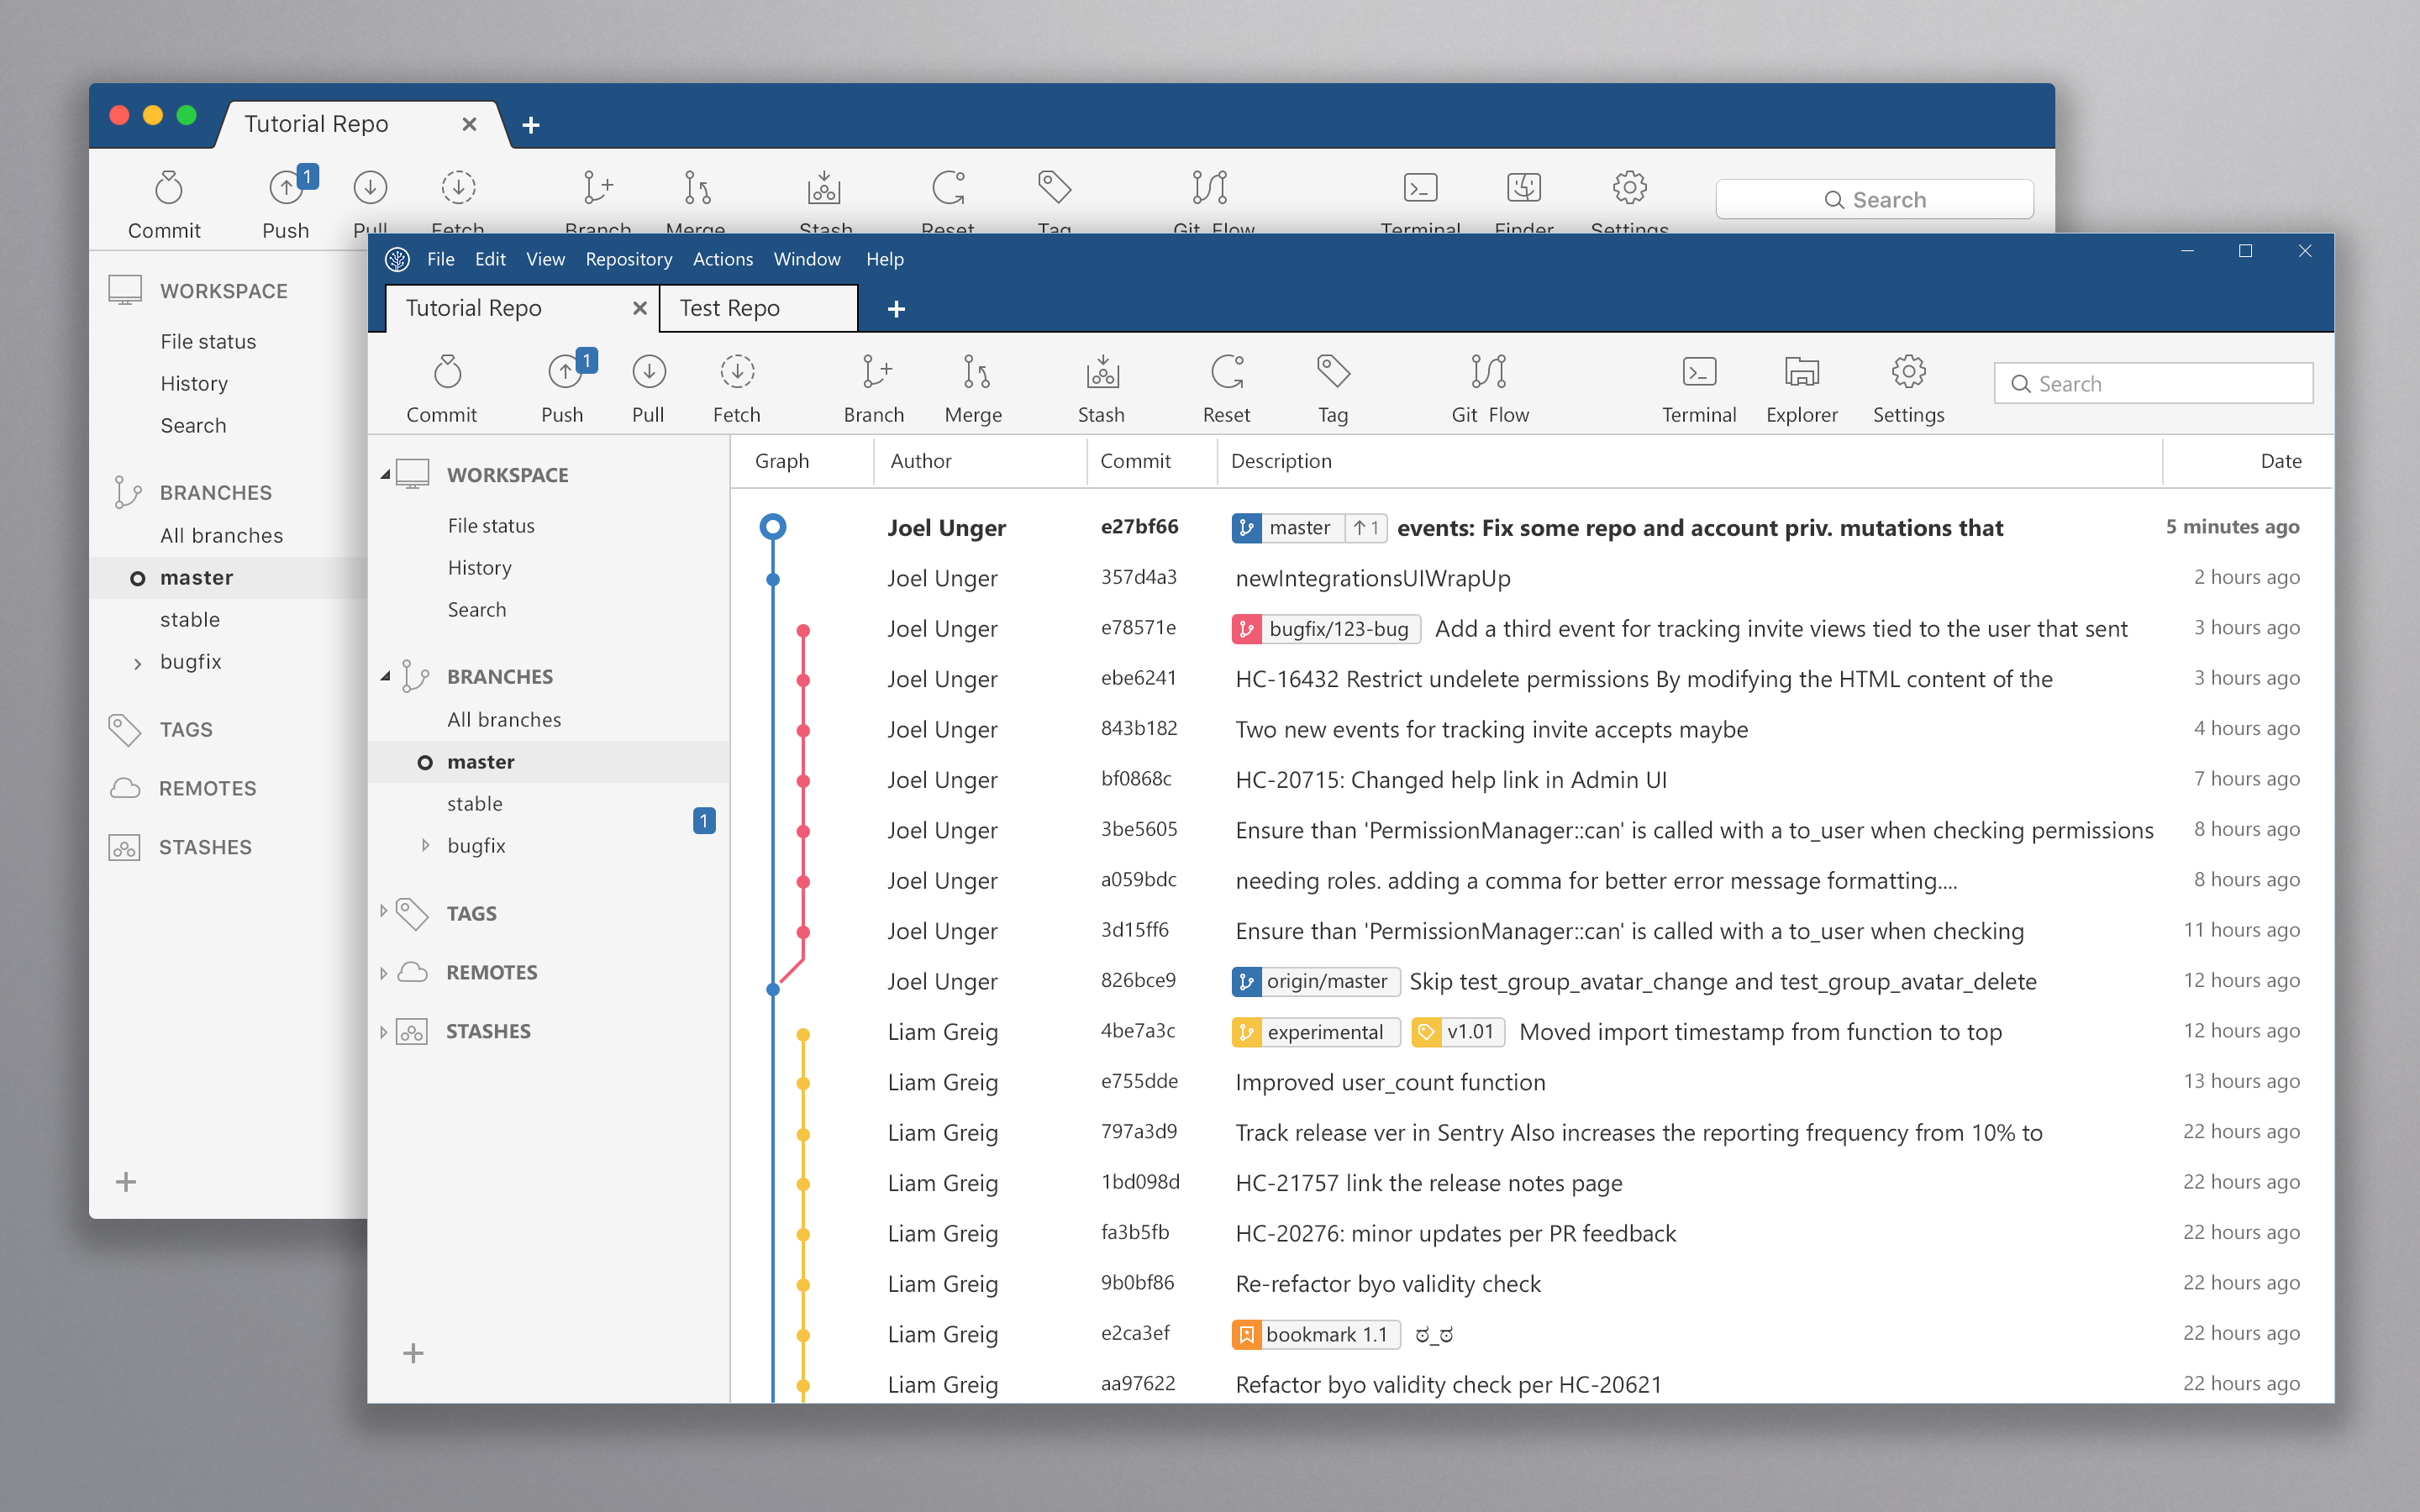 Tutorial Repo
1
Commit Push Pull Fetch Branch Merge Stash Reset Tag Git Flow Terminal Finder Settings Search
WORKSPACE
File status
History
Search
BRANCHES
All branches
master
stable
bugfix
TAGS
REMOTES
STASHES
File Edit View Repository Actions Window Help
Tutorial Repo Test Repo
1
Commit Push Pull Fetch Branch Merge Stash Reset Tag Git Flow Terminal Explorer Settings Search
WORKSPACE
File status
History
Search
BRANCHES
All branches
master
stable
1
bugfix
TAGS
REMOTES
STASHES
Graph Author Commit Description Date
Joel Unger e27bf66 master 1 events: Fix some repo and account priv. mutations that 5 minutes ago
Joel Unger 357d4a3 newIntegrationsUIWrapUp 2 hours ago
Joel Unger e78571e bugfix/123-bug Add a third event for tracking invite views tied to the user that sent 3 hours ago
Joel Unger ebe6241 HC-16432 Restrict undelete permissions By modifying the HTML content of the 3 hours ago
Joel Unger 843b182 Two new events for tracking invite accepts maybe 4 hours ago
Joel Unger bf0868c HC-20715: Changed help link in Admin UI 7 hours ago
Joel Unger 3be5605 Ensure than 'PermissionManager::can' is called with a to_user when checking permissions 8 hours ago
Joel Unger a059bdc needing roles. adding a comma for better error message formatting.... 8 hours ago
Joel Unger 3d15ff6 Ensure than 'PermissionManager::can' is called with a to_user when checking 11 hours ago
Joel Unger 826bce9 origin/master Skip test_group_avatar_change and test_group_avatar_delete 12 hours ago
Liam Greig 4be7a3c experimental v1.01 Moved import timestamp from function to top 12 hours ago
Liam Greig e755dde Improved user_count function 13 hours ago
Liam Greig 797a3d9 Track release ver in Sentry Also increases the reporting frequency from 10% to 22 hours ago
Liam Greig 1bd098d HC-21757 link the release notes page 22 hours ago
Liam Greig fa3b5fb HC-20276: minor updates per PR feedback 22 hours ago
Liam Greig 9b0bf86 Re-refactor byo validity check 22 hours ago
Liam Greig e2ca3ef bookmark 1.1 ಠ_ಠ 22 hours ago
Liam Greig aa97622 Refactor byo validity check per HC-20621 22 hours ago